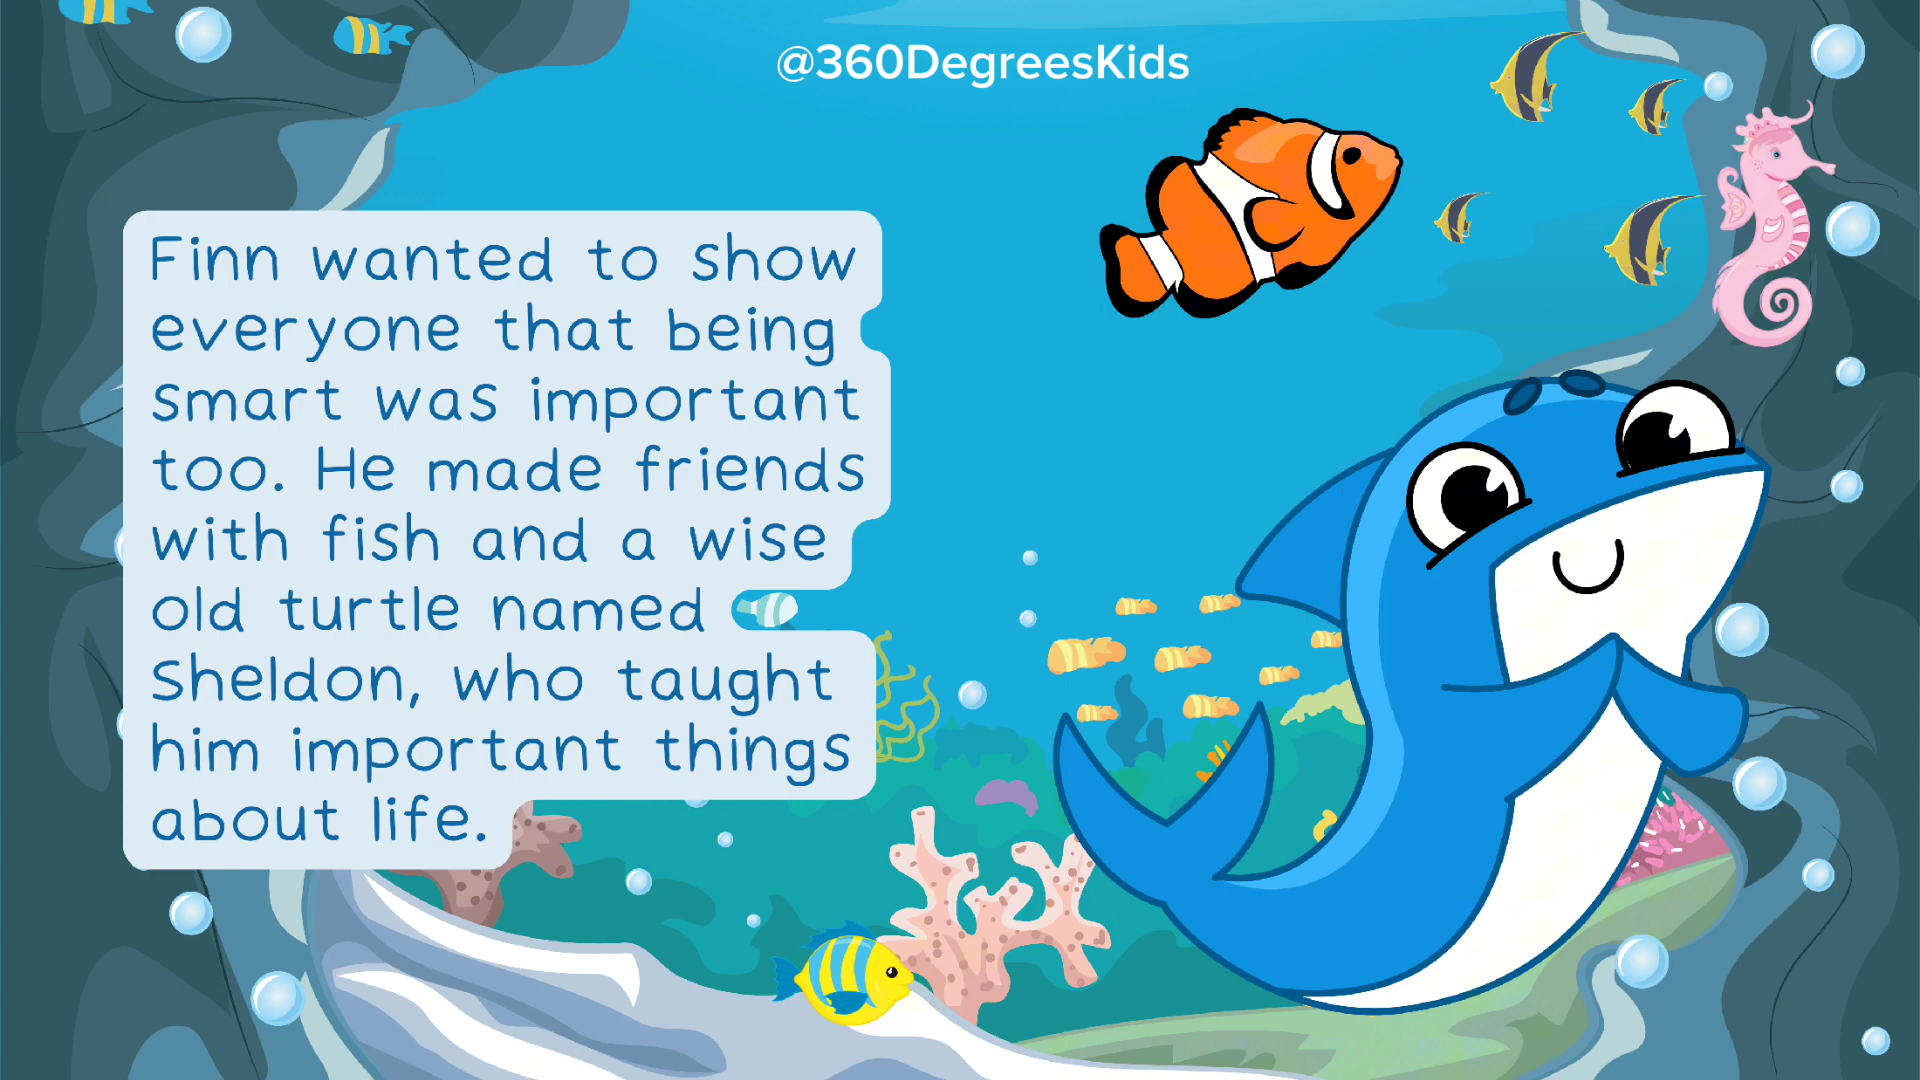 @360DegreesKids
Finn wanted to show
everyone that being
smart was important
too. He made friends
with fish and a wise
old turtle named
Sheldon, who taught
him important things
about life.